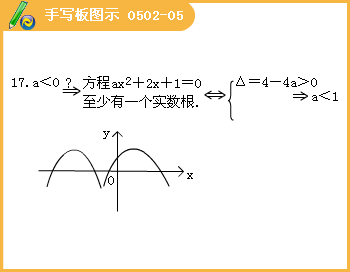 手写板图示 0502-05
17.a＜0 ⇒? 方程ax²＋2x＋1＝0 ⇔ { Δ＝4－4a＞0
至少有一个实数根. ⇒a＜1
y
0 x